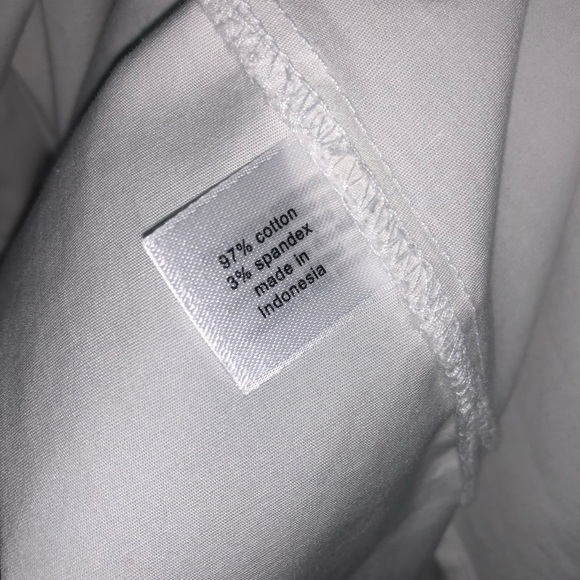 97% cotton
3% spandex
made in
Indonesia